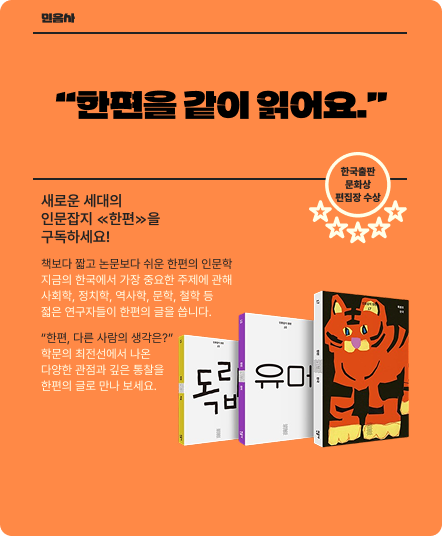 민음사
“한편을 같이 읽어요.”
한국출판
문화상
편집장 수상
새로운 세대의
인문잡지 ≪한편≫을
구독하세요!
책보다 짧고 논문보다 쉬운 한편의 인문학
지금의 한국에서 가장 중요한 주제에 관해
사회학, 정치학, 역사학, 문학, 철학 등
젊은 연구자들이 한편의 글을 씁니다.
“한편, 다른 사람의 생각은?”
학문의 최전선에서 나온
다양한 관점과 깊은 통찰을
한편의 글로 만나 보세요.
유머